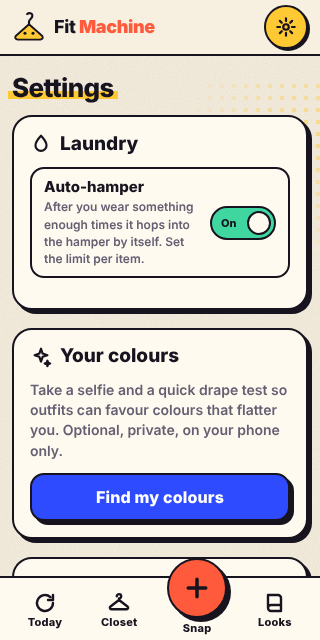 Fit Machine
Settings
Laundry
Auto-hamper
After you wear something
enough times it hops into
the hamper by itself. Set
the limit per item.
On
Your colours
Take a selfie and a quick drape test so
outfits can favour colours that flatter
you. Optional, private, on your phone
only.
Find my colours
Today
Closet
Snap
Looks